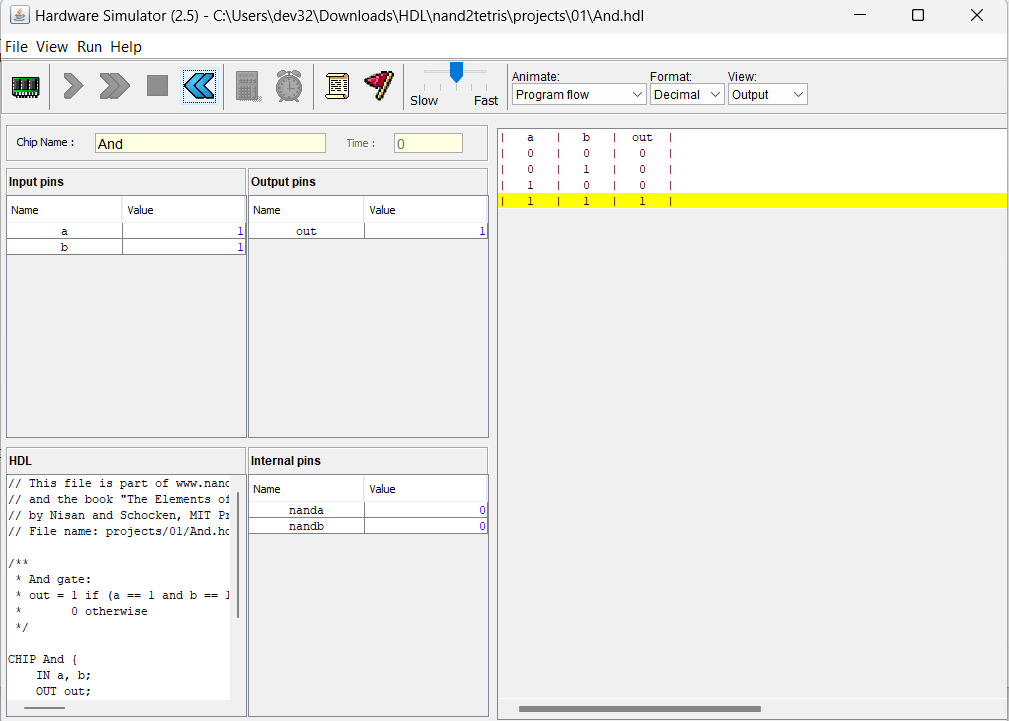 Hardware Simulator (2.5) - C:\Users\dev32\Downloads\HDL\nand2tetris\projects\01\And.hdl
File View Run Help
Slow Fast
Animate: Format: View:
Program flow Decimal Output
Chip Name : And Time : 0
Input pins
Name Value
a 1
b 1
Output pins
Name Value
out 1
HDL
// This file is part of www.nand
// and the book "The Elements of
// by Nisan and Schocken, MIT Pr
// File name: projects/01/And.hd
/**
* And gate:
* out = 1 if (a == 1 and b == 1
* 0 otherwise
*/
CHIP And {
IN a, b;
OUT out;
Internal pins
Name Value
nanda 0
nandb 0
| a | b | out |
| 0 | 0 | 0 |
| 0 | 1 | 0 |
| 1 | 0 | 0 |
| 1 | 1 | 1 |